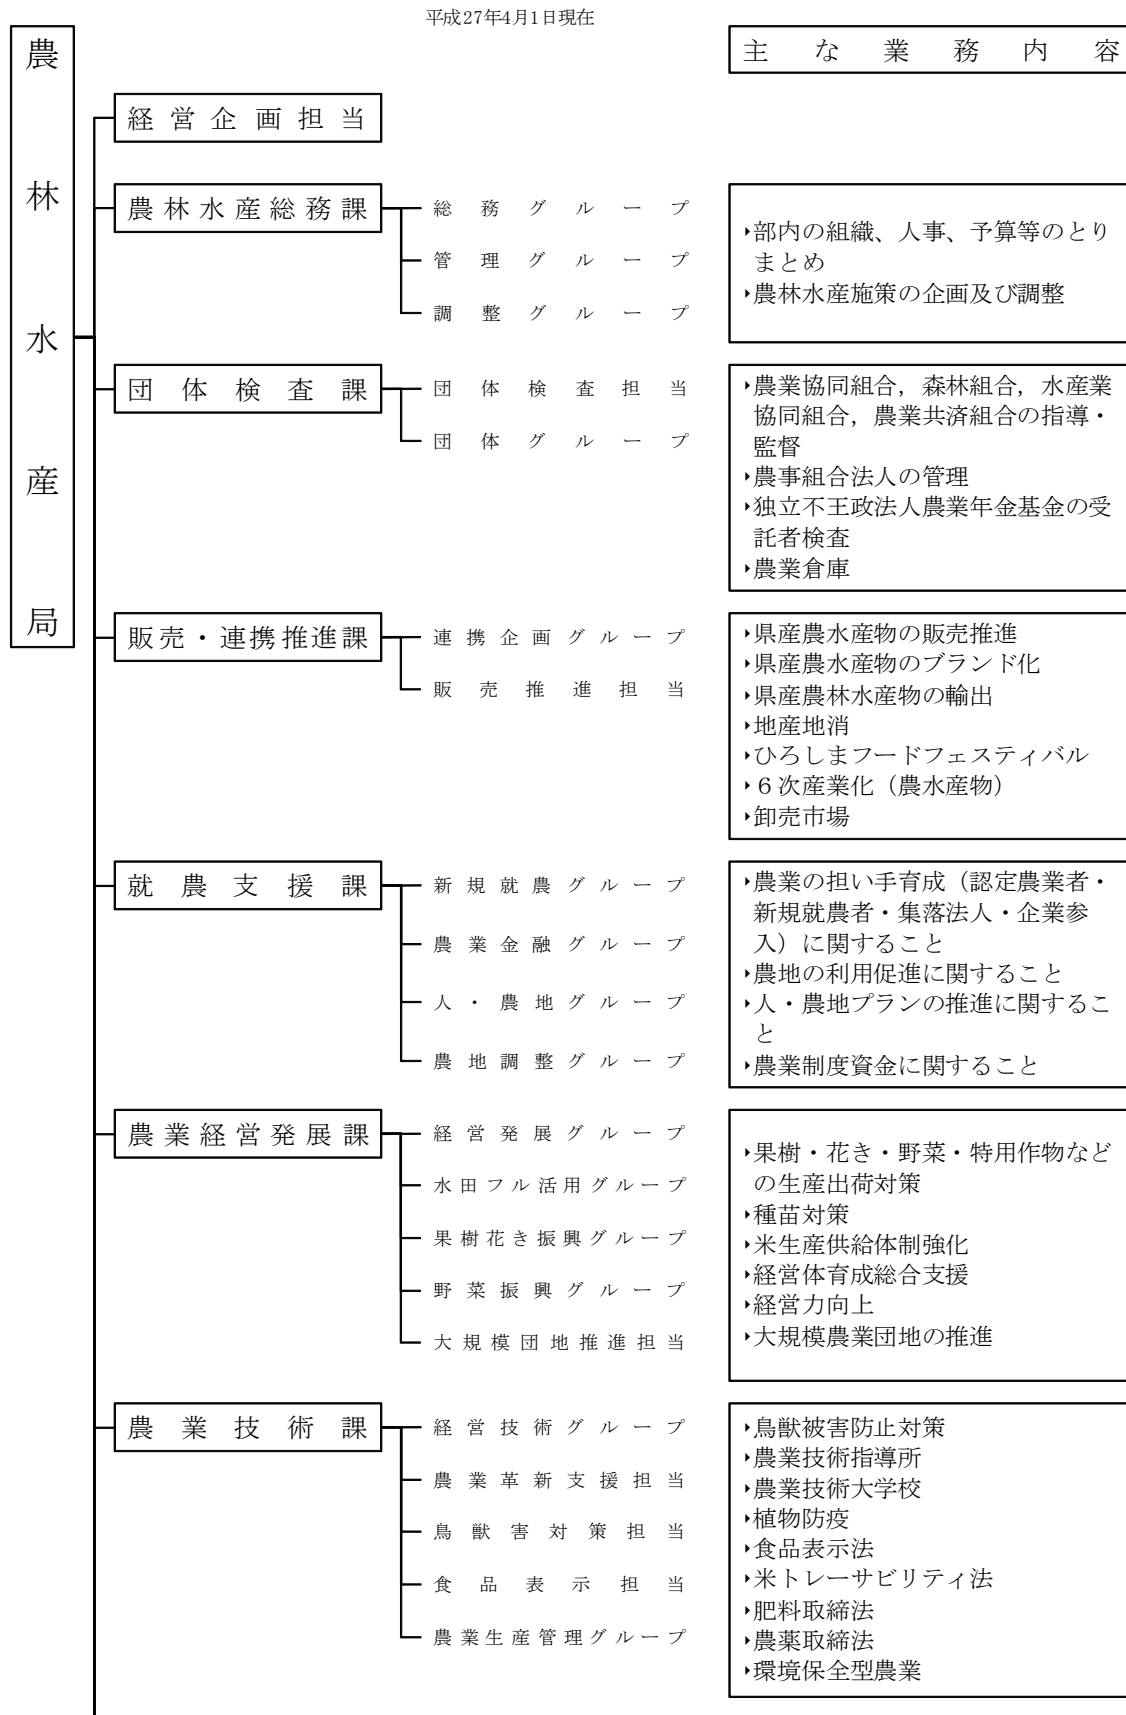 平成27年4月1日現在
農林水産局
主な業務内容
経営企画担当
農林水産総務課
総務グループ
管理グループ
調整グループ
‣部内の組織、人事、予算等のとり
まとめ
‣農林水産施策の企画及び調整
団体検査課
団体検査担当
団体グループ
‣農業協同組合，森林組合，水産業
協同組合，農業共済組合の指導・
監督
‣農事組合法人の管理
‣独立不王政法人農業年金基金の受
託者検査
‣農業倉庫
販売・連携推進課
連携企画グループ
販売推進担当
‣県産農水産物の販売推進
‣県産農水産物のブランド化
‣県産農林水産物の輸出
‣地産地消
‣ひろしまフードフェスティバル
‣６次産業化（農水産物）
‣卸売市場
就農支援課
新規就農グループ
農業金融グループ
人・農地グループ
農地調整グループ
‣農業の担い手育成（認定農業者・
新規就農者・集落法人・企業参
入）に関すること
‣農地の利用促進に関すること
‣人・農地プランの推進に関するこ
と
‣農業制度資金に関すること
農業経営発展課
経営発展グループ
水田フル活用グループ
果樹花き振興グループ
野菜振興グループ
大規模団地推進担当
‣果樹・花き・野菜・特用作物など
の生産出荷対策
‣種苗対策
‣米生産供給体制強化
‣経営体育成総合支援
‣経営力向上
‣大規模農業団地の推進
農業技術課
経営技術グループ
農業革新支援担当
鳥獣害対策担当
食品表示担当
農業生産管理グループ
‣鳥獣被害防止対策
‣農業技術指導所
‣農業技術大学校
‣植物防疫
‣食品表示法
‣米トレーサビリティ法
‣肥料取締法
‣農薬取締法
‣環境保全型農業